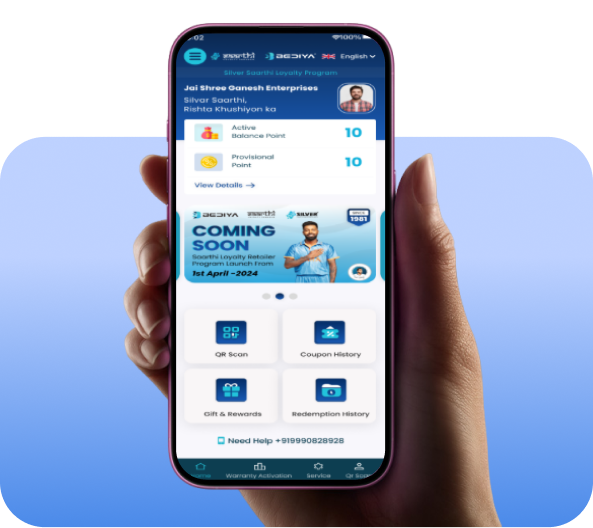 :02 100%
saarthi BEDIYA English
Silver Saarthi Loyalty Program
Jai Shree Ganesh Enterprises
Silvar Saarthi,
Rishta Khushiyon ka
Active
Balance Point
10
Provisional
Point
10
View Details →
BEDIYA saarthi SILVER
SINCE
1981
COMING
SOON
Saarthi Loyalty Retailer
Program Launch From
1st April -2024
QR Scan
Coupon History
Gift & Rewards
Redemption History
Need Help +919990828928
Home
Warranty Activation
Service
Qr Scan